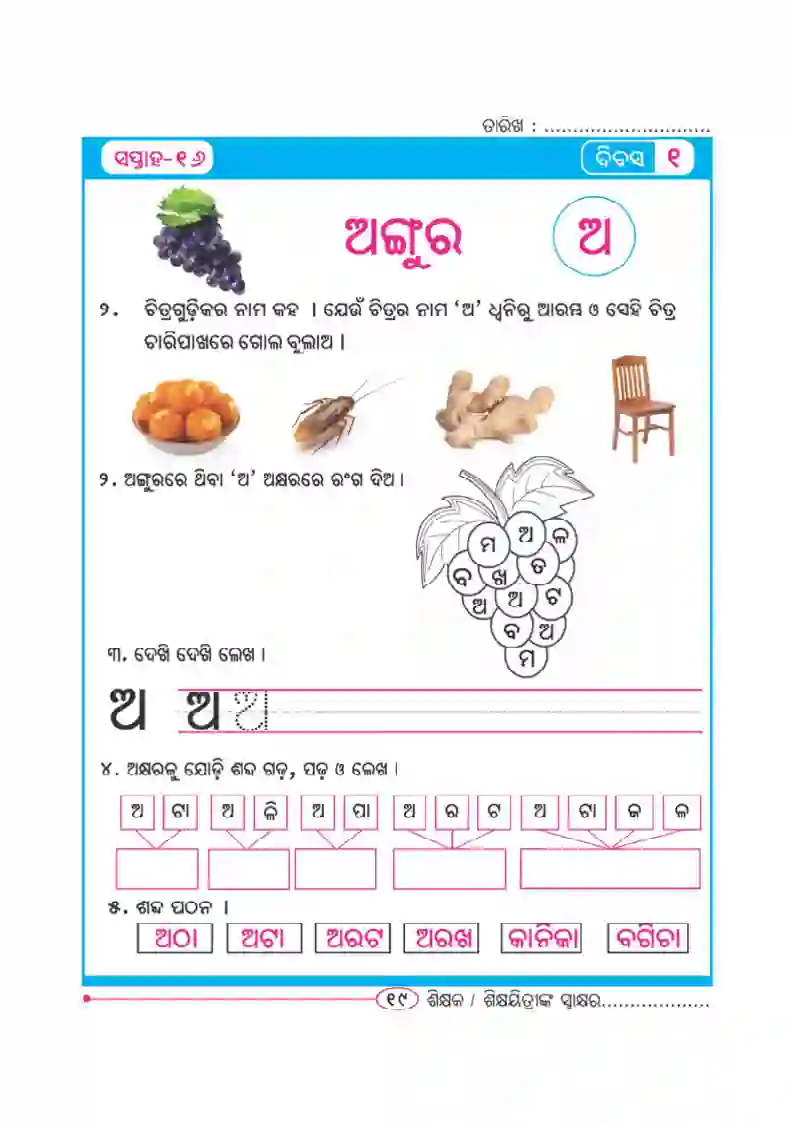 ତାରିଖ : .............................
ସପ୍ତାହ-୧୬
ଦିବସ ୧
ଅଙ୍ଗୁର ଅ
୨. ଚିତ୍ରଗୁଡ଼ିକର ନାମ କହ । ଯେଉଁ ଚିତ୍ରର ନାମ ‘ଅ’ ଧ୍ୱନିରୁ ଆରମ୍ଭ ଓ ସେହି ଚିତ୍ର
ଚାରିପାଖରେ ଗୋଲ ବୁଲାଅ ।
୨. ଅଙ୍ଗୁରରେ ଥିବା ‘ଅ’ ଅକ୍ଷରରେ ରଂଗ ଦିଅ ।
ମ ଅ ଳ
ବ ଖ ତ
ଅ ଅ ଟ
ବ ଅ
ମ
୩. ଦେଖି ଦେଖି ଲେଖ ।
ଅ ଅ ଅ
୪. ଅକ୍ଷରକୁ ଯୋଡ଼ି ଶବ୍ଦ ଗଢ଼, ପଢ଼ ଓ ଲେଖ ।
ଅ ଟା ଅ ଳି ଅ ପା ଅ ର ଟ ଅ ଟା କ ଳ
୫. ଶବ୍ଦ ପଠନ ।
ଅଠା ଅଟା ଅରଟ ଅରଖ କାନିକା ବଗିଚା
୧୯ ଶିକ୍ଷକ / ଶିକ୍ଷୟିତ୍ରୀଙ୍କ ସ୍ୱାକ୍ଷର...................